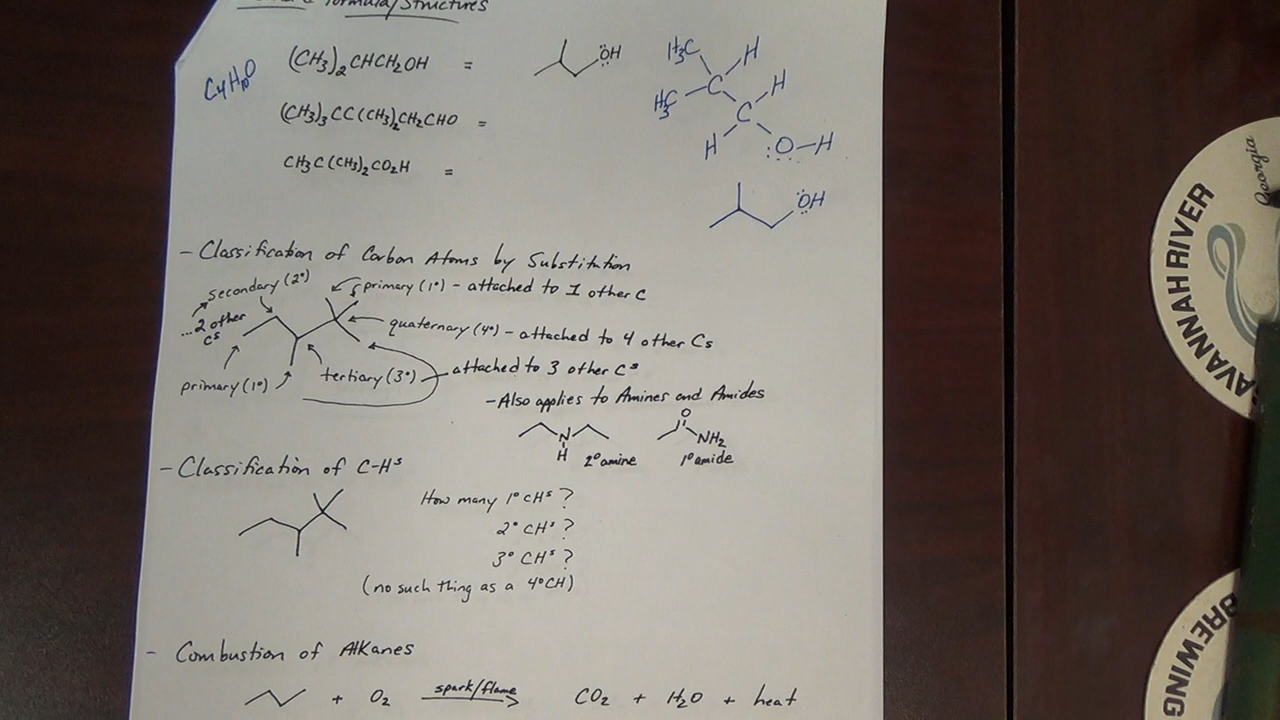 Formula/Structures
C4H10O
(CH3)2CHCH2OH = ÖH
H3C H
H3C C H
C
H O—H
(CH3)3CC(CH3)2CH2CHO =
CH3C(CH3)2CO2H =
ÖH
- Classification of Carbon Atoms by Substitution
secondary (2°)
primary (1°) - attached to 1 other C
...2 other Cs
quaternary (4°) - attached to 4 other Cs
primary (1°)
tertiary (3°) attached to 3 other Cs
- Also applies to Amines and Amides
N
H
2° amine
O
NH2
1° amide
- Classification of C-Hs
How many 1° CHs?
2° CHs?
3° CHs?
(no such thing as a 4° CH)
- Combustion of Alkanes
+ O2 spark/flame CO2 + H2O + heat
Georgia
SAVANNAH RIVER
BREWING